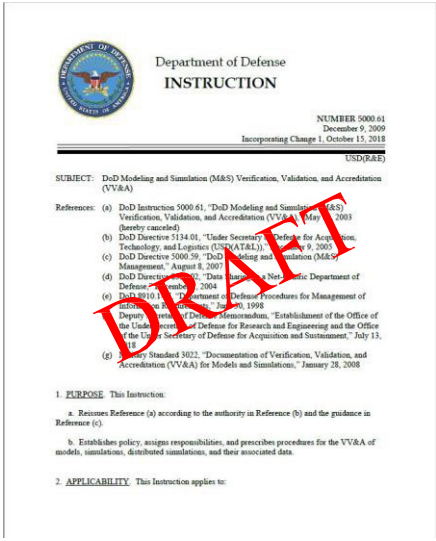 DEPARTMENT OF DEFENSE
UNITED STATES OF AMERICA
Department of Defense
INSTRUCTION
NUMBER 5000.61
December 9, 2009
Incorporating Change 1, October 15, 2018
USD(R&E)
SUBJECT: DoD Modeling and Simulation (M&S) Verification, Validation, and Accreditation
(VV&A)
References: (a) DoD Instruction 5000.61, "DoD Modeling and Simulation (M&S)
Verification, Validation, and Accreditation (VV&A)," May 2003
(hereby canceled)
(b) DoD Directive 5134.01, "Under Secretary of Defense for Acquisition,
Technology, and Logistics (USD(AT&L))," 9, 2005
(c) DoD Directive 5000.59, "DoD Modeling and Simulation (M&S)
Management," August 8, 2007
(d) DoD Directive "Data Sharing in a Net-Centric Department of
Defense," 2004
(e) DoD 8910.1 "Department of Defense Procedures for Management of
Information Requirements," June 30, 1998
Deputy Secretary of Defense Memorandum, "Establishment of the Office of
the Under Secretary of Defense for Research and Engineering and the Office
of the Under Secretary of Defense for Acquisition and Sustainment," July 13,
2018
(g) Military Standard 3022, "Documentation of Verification, Validation, and
Accreditation (VV&A) for Models and Simulations," January 28, 2008
DRAFT
1. PURPOSE. This Instruction:
a. Reissues Reference (a) according to the authority in Reference (b) and the guidance in
Reference (c).
b. Establishes policy, assigns responsibilities, and prescribes procedures for the VV&A of
models, simulations, distributed simulations, and their associated data.
2. APPLICABILITY. This Instruction applies to: